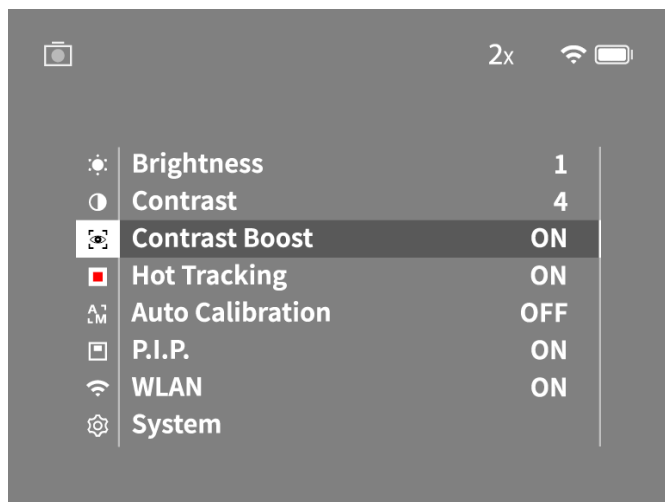 2x
Brightness 1
Contrast 4
Contrast Boost ON
Hot Tracking ON
Auto Calibration OFF
P.I.P. ON
WLAN ON
System